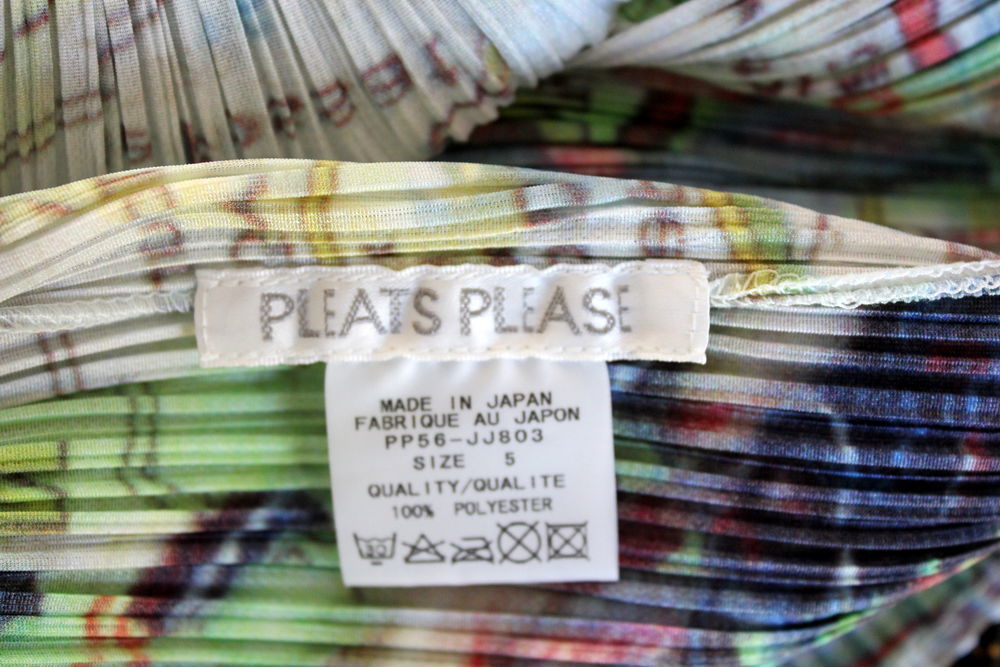 PLEATS PLEASE
MADE IN JAPAN
FABRIQUE AU JAPON
PP56-JJ803
SIZE 5
QUALITY/QUALITE
100% POLYESTER